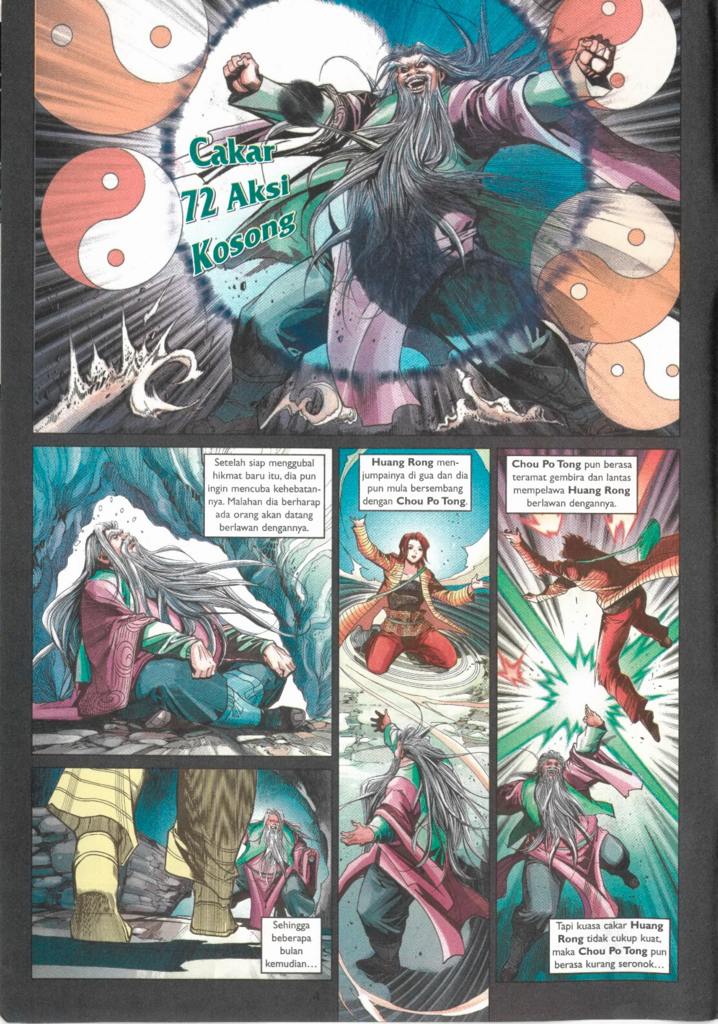 Cakar
72 Aksi
Kosong
Setelah siap menggubal
hikmat baru itu, dia pun
ingin mencuba kehebatan-
nya. Malahan dia berharap
ada orang akan datang
berlawan dengannya.
Sehingga
beberapa
bulan
kemudian...
Huang Rong men-
jumpainya di gua dan dia
pun mula bersembang
dengan Chou Po Tong.
Chou Po Tong pun berasa
teramat gembira dan lantas
mempelawa Huang Rong
berlawan dengannya.
Tapi kuasa cakar Huang
Rong tidak cukup kuat,
maka Chou Po Tong pun
berasa kurang seronok...
4